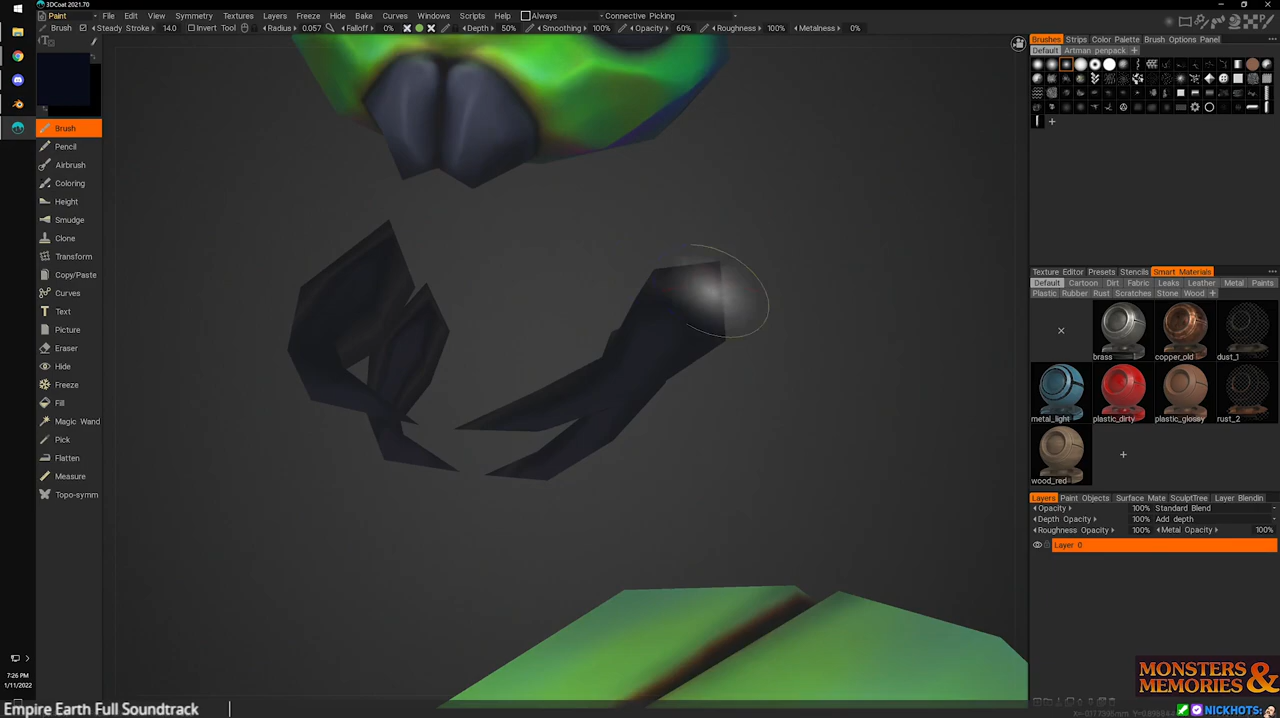 3DCoat 2021.70
Paint File Edit View Symmetry Textures Layers Freeze Hide Bake Curves Windows Scripts Help Always Connective Picking
Brush Steady Stroke 14.0 Invert Tool Radius 0.057 Falloff 0% Depth 50% Smoothing 100% Opacity 60% Roughness 100% Metalness 0%
Brushes Strips Color Palette Brush Options Panel
Default Artman penpack
Brush
Pencil
Airbrush
Coloring
Height
Smudge
Clone
Transform
Copy/Paste
Curves
Text
Picture
Eraser
Hide
Freeze
Fill
Magic Wand
Pick
Flatten
Measure
Topo-symm
Texture Editor Presets Stencils Smart Materials
Default Cartoon Dirt Fabric Leaks Leather Metal Paints
Plastic Rubber Rust Scratches Stone Wood
brass copper_old dust_1
metal_light plastic_dirty plastic_glossy rust_2
wood_red
Layers Paint Objects Surface Mate SculptTree Layer Blendin
Opacity 100% Standard Blend
Depth Opacity 100% Add depth
Roughness Opacity 100% Metal Opacity 100%
Layer 0
7:26 PM
1/11/2022
MONSTERS
& MEMORIES
Empire Earth Full Soundtrack
NICKHOTS: